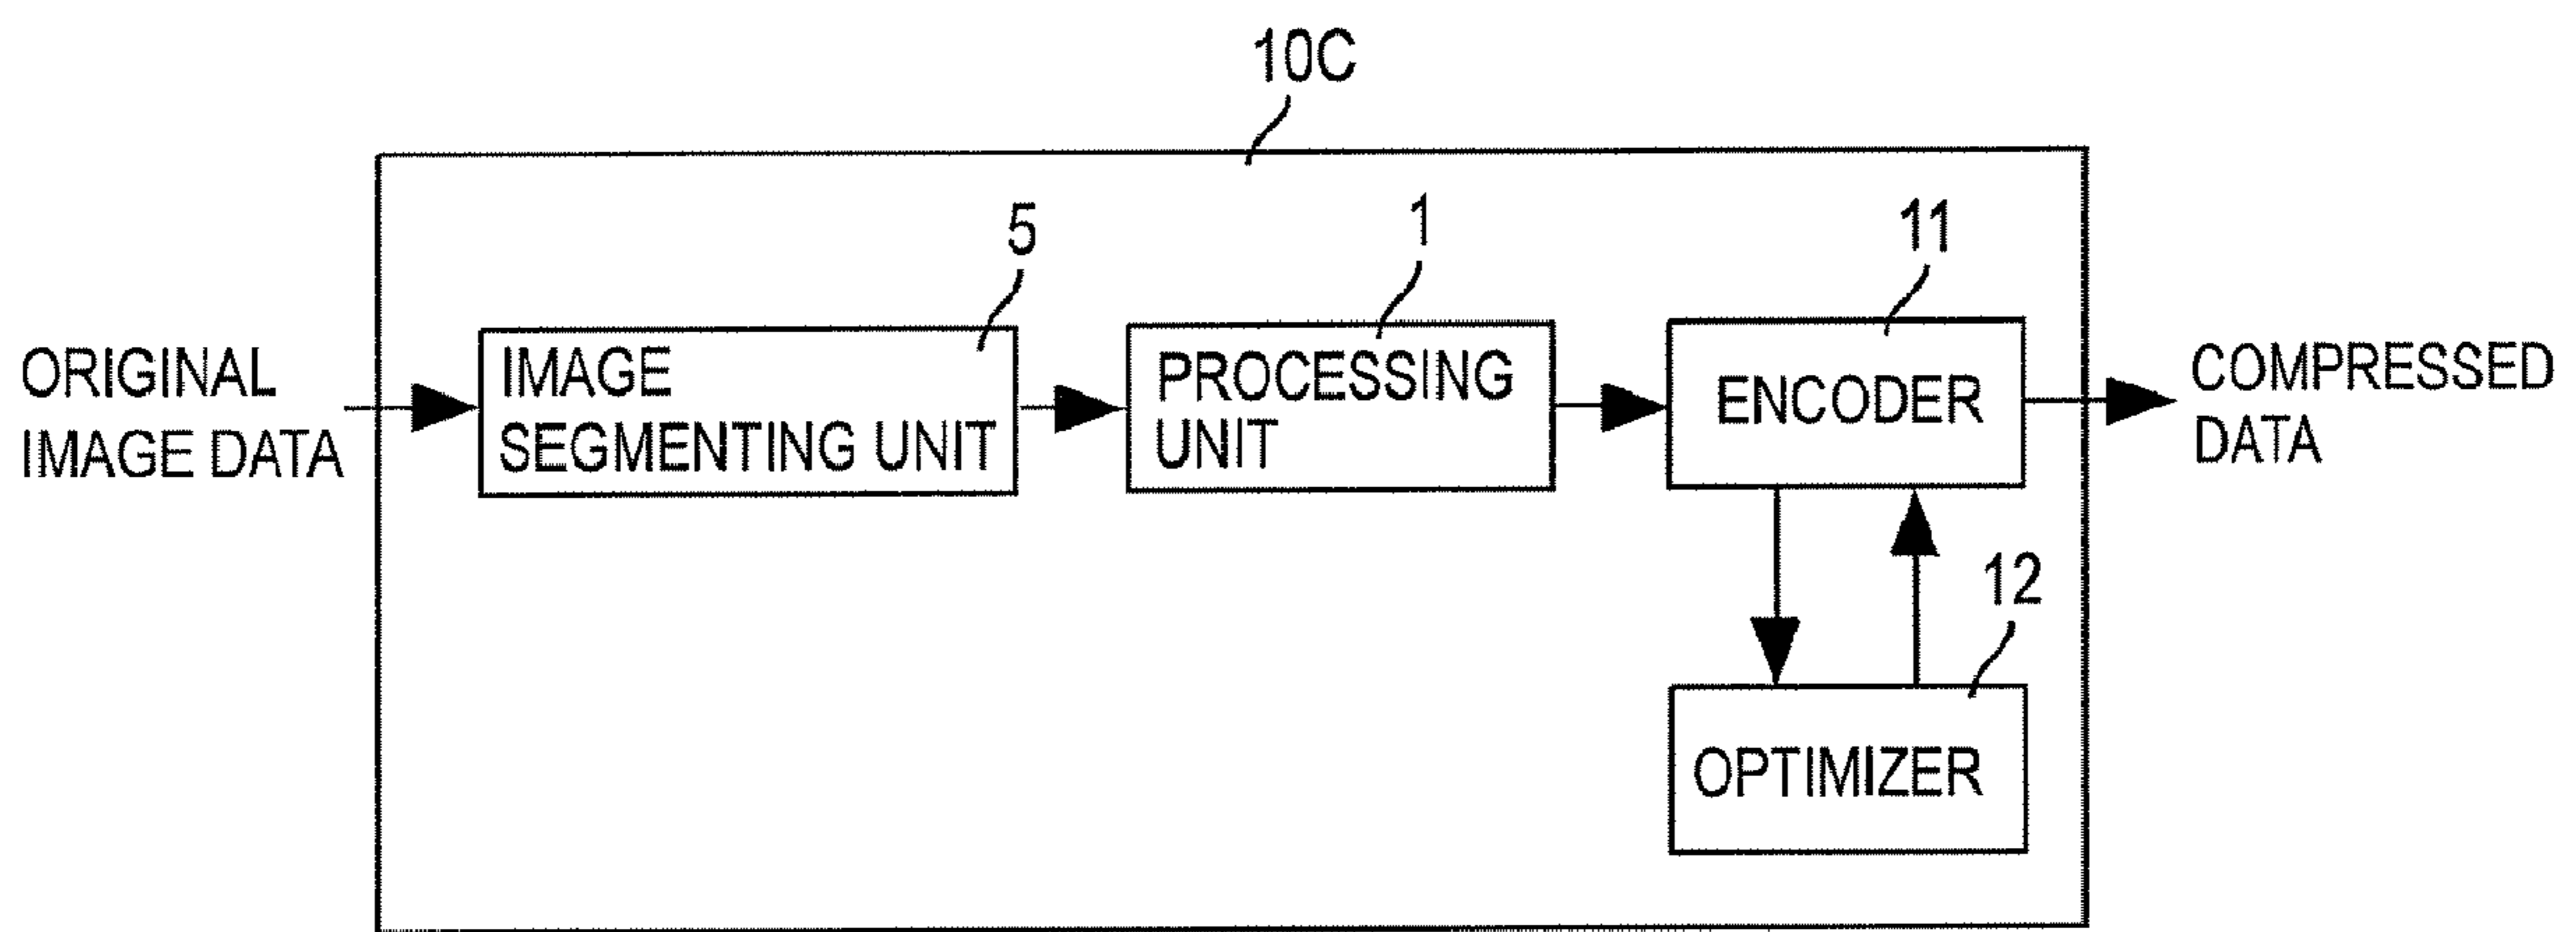 10C
5
1
11
ORIGINAL
IMAGE DATA
IMAGE
SEGMENTING UNIT
PROCESSING
UNIT
ENCODER
COMPRESSED
DATA
12
OPTIMIZER